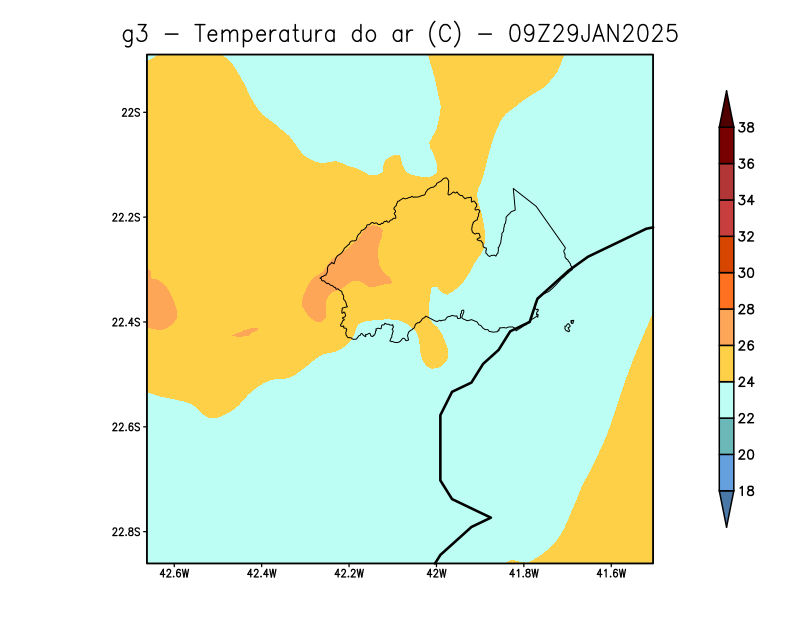 g3 - Temperatura do ar (C) - 09Z29JAN2025
22S
22.2S
22.4S
22.6S
22.8S
42.6W
42.4W
42.2W
42W
41.8W
41.6W
38
36
34
32
30
28
26
24
22
20
18